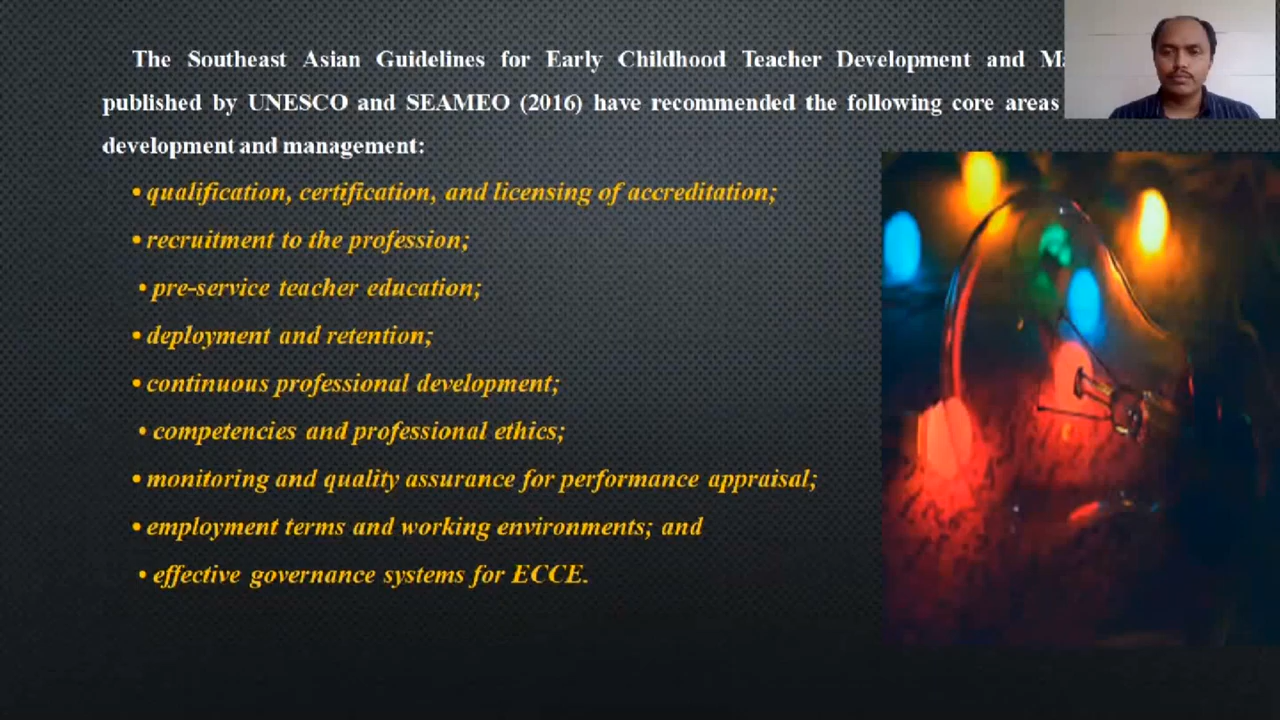 The Southeast Asian Guidelines for Early Childhood Teacher Development and
published by UNESCO and SEAMEO (2016) have recommended the following core areas
development and management:
• qualification, certification, and licensing of accreditation;
• recruitment to the profession;
• pre-service teacher education;
• deployment and retention;
• continuous professional development;
• competencies and professional ethics;
• monitoring and quality assurance for performance appraisal;
• employment terms and working environments; and
• effective governance systems for ECCE.